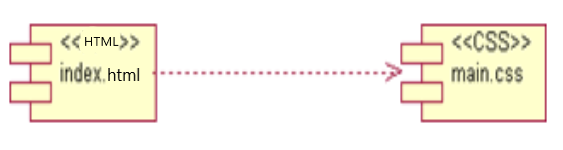 << HTML>>
index.html
<<CSS>>
main.css